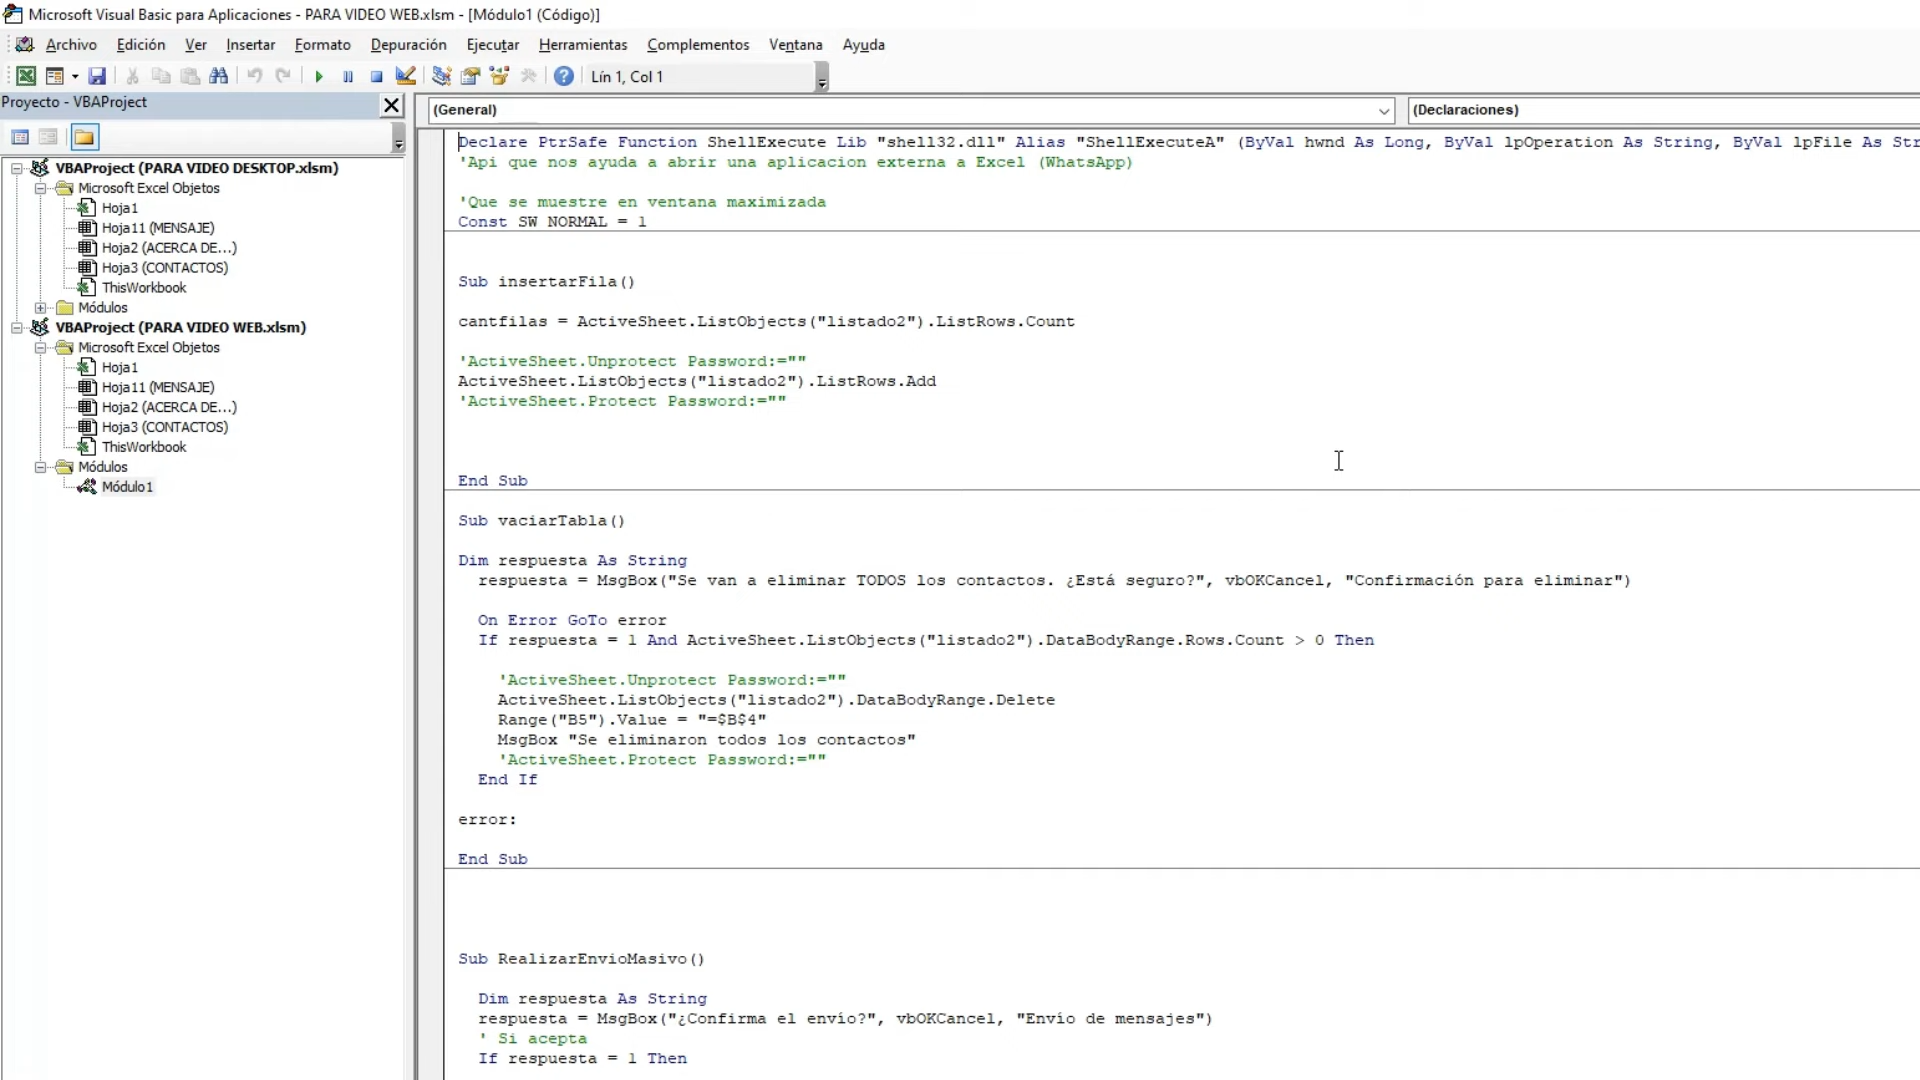 Microsoft Visual Basic para Aplicaciones - PARA VIDEO WEB.xlsm - [Módulo1 (Código)]
Archivo Edición Ver Insertar Formato Depuración Ejecutar Herramientas Complementos Ventana Ayuda
Lín 1, Col 1
Proyecto - VBAProject
VBAProject (PARA VIDEO DESKTOP.xlsm)
Microsoft Excel Objetos
Hoja1
Hoja11 (MENSAJE)
Hoja2 (ACERCA DE...)
Hoja3 (CONTACTOS)
ThisWorkbook
Módulos
VBAProject (PARA VIDEO WEB.xlsm)
Microsoft Excel Objetos
Hoja1
Hoja11 (MENSAJE)
Hoja2 (ACERCA DE...)
Hoja3 (CONTACTOS)
ThisWorkbook
Módulos
Módulo1
(General) (Declaraciones)
Declare PtrSafe Function ShellExecute Lib "shell32.dll" Alias "ShellExecuteA" (ByVal hwnd As Long, ByVal lpOperation As String, ByVal lpFile As Str
'Api que nos ayuda a abrir una aplicacion externa a Excel (WhatsApp)
'Que se muestre en ventana maximizada
Const SW_NORMAL = 1
Sub insertarFila()
cantfilas = ActiveSheet.ListObjects("listado2").ListRows.Count
'ActiveSheet.Unprotect Password:=""
ActiveSheet.ListObjects("listado2").ListRows.Add
'ActiveSheet.Protect Password:=""
End Sub
Sub vaciarTabla()
Dim respuesta As String
respuesta = MsgBox("Se van a eliminar TODOS los contactos. ¿Está seguro?", vbOKCancel, "Confirmación para eliminar")
On Error GoTo error
If respuesta = 1 And ActiveSheet.ListObjects("listado2").DataBodyRange.Rows.Count > 0 Then
'ActiveSheet.Unprotect Password:=""
ActiveSheet.ListObjects("listado2").DataBodyRange.Delete
Range("B5").Value = "=$B$4"
MsgBox "Se eliminaron todos los contactos"
'ActiveSheet.Protect Password:=""
End If
error:
End Sub
Sub RealizarEnvioMasivo()
Dim respuesta As String
respuesta = MsgBox("¿Confirma el envío?", vbOKCancel, "Envío de mensajes")
' Si acepta
If respuesta = 1 Then